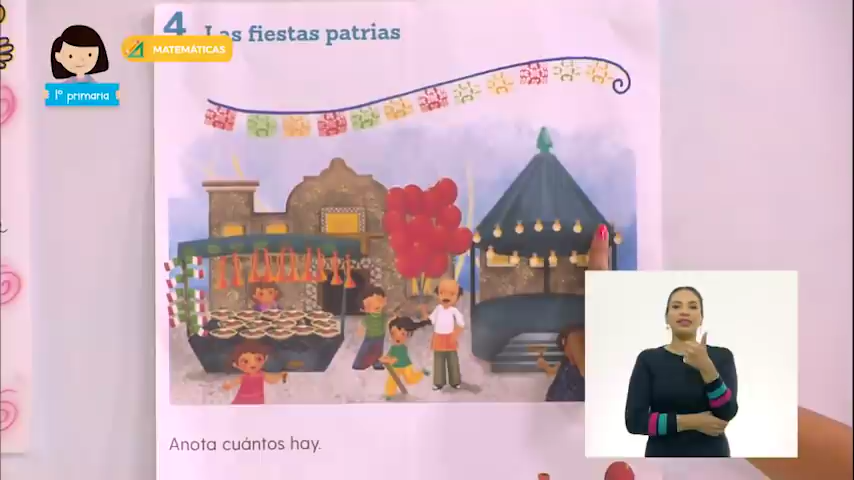 4 Las fiestas patrias
MATEMÁTICAS
1° primaria
Anota cuántos hay.